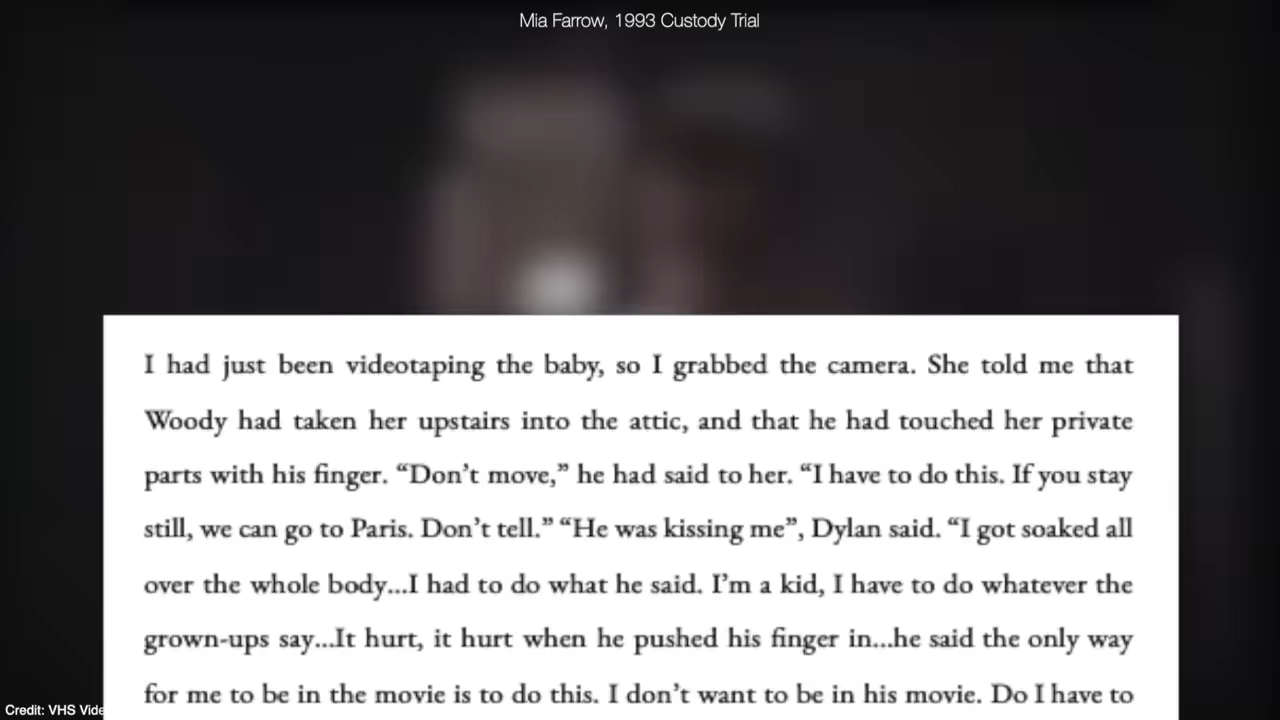 Mia Farrow, 1993 Custody Trial
I had just been videotaping the baby, so I grabbed the camera. She told me that
Woody had taken her upstairs into the attic, and that he had touched her private
parts with his finger. “Don’t move,” he had said to her. “I have to do this. If you stay
still, we can go to Paris. Don’t tell.” “He was kissing me”, Dylan said. “I got soaked all
over the whole body...I had to do what he said. I’m a kid, I have to do whatever the
grown-ups say...It hurt, it hurt when he pushed his finger in...he said the only way
for me to be in the movie is to do this. I don’t want to be in his movie. Do I have to
Credit: VHS Vide